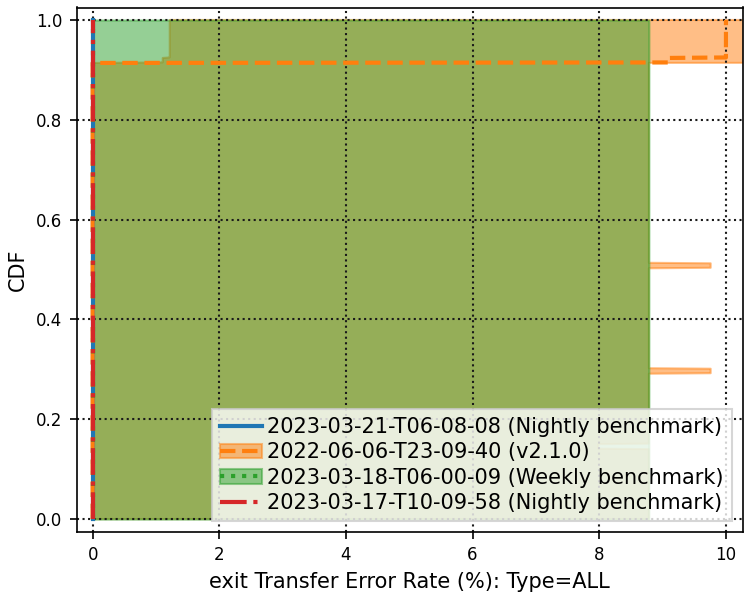 1.0
0.8
0.6
0.4
0.2
0.0
CDF
2023-03-21-T06-08-08 (Nightly benchmark)
2022-06-06-T23-09-40 (v2.1.0)
2023-03-18-T06-00-09 (Weekly benchmark)
2023-03-17-T10-09-58 (Nightly benchmark)
0 2 4 6 8 10
exit Transfer Error Rate (%): Type=ALL